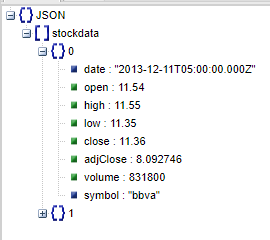 JSON
stockdata
0
date : "2013-12-11T05:00:00.000Z"
open : 11.54
high : 11.55
low : 11.35
close : 11.36
adjClose : 8.092746
volume : 831800
symbol : "bbva"
1